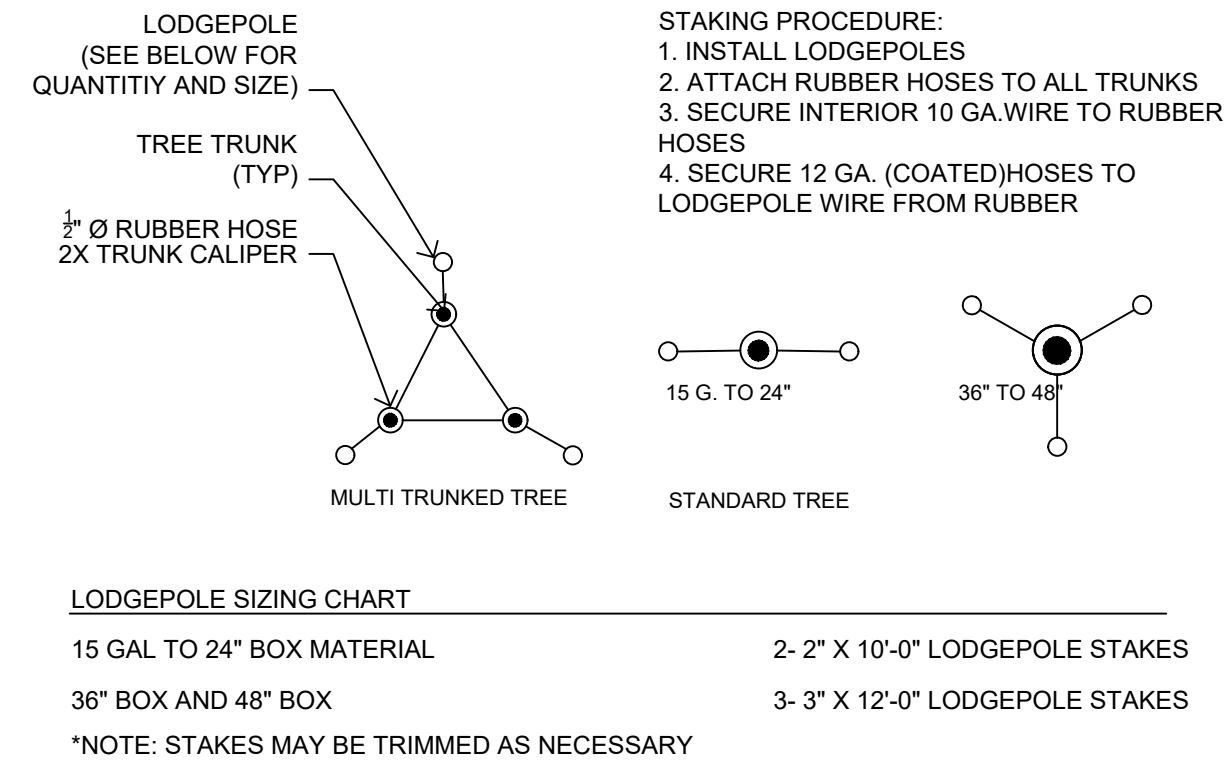 LODGEPOLE
(SEE BELOW FOR
QUANTITIY AND SIZE)
TREE TRUNK
(TYP)
½" Ø RUBBER HOSE
2X TRUNK CALIPER
STAKING PROCEDURE:
1. INSTALL LODGEPOLES
2. ATTACH RUBBER HOSES TO ALL TRUNKS
3. SECURE INTERIOR 10 GA.WIRE TO RUBBER
HOSES
4. SECURE 12 GA. (COATED)HOSES TO
LODGEPOLE WIRE FROM RUBBER
15 G. TO 24"
36" TO 48"
MULTI TRUNKED TREE
STANDARD TREE
LODGEPOLE SIZING CHART
15 GAL TO 24" BOX MATERIAL
2- 2" X 10'-0" LODGEPOLE STAKES
36" BOX AND 48" BOX
3- 3" X 12'-0" LODGEPOLE STAKES
*NOTE: STAKES MAY BE TRIMMED AS NECESSARY